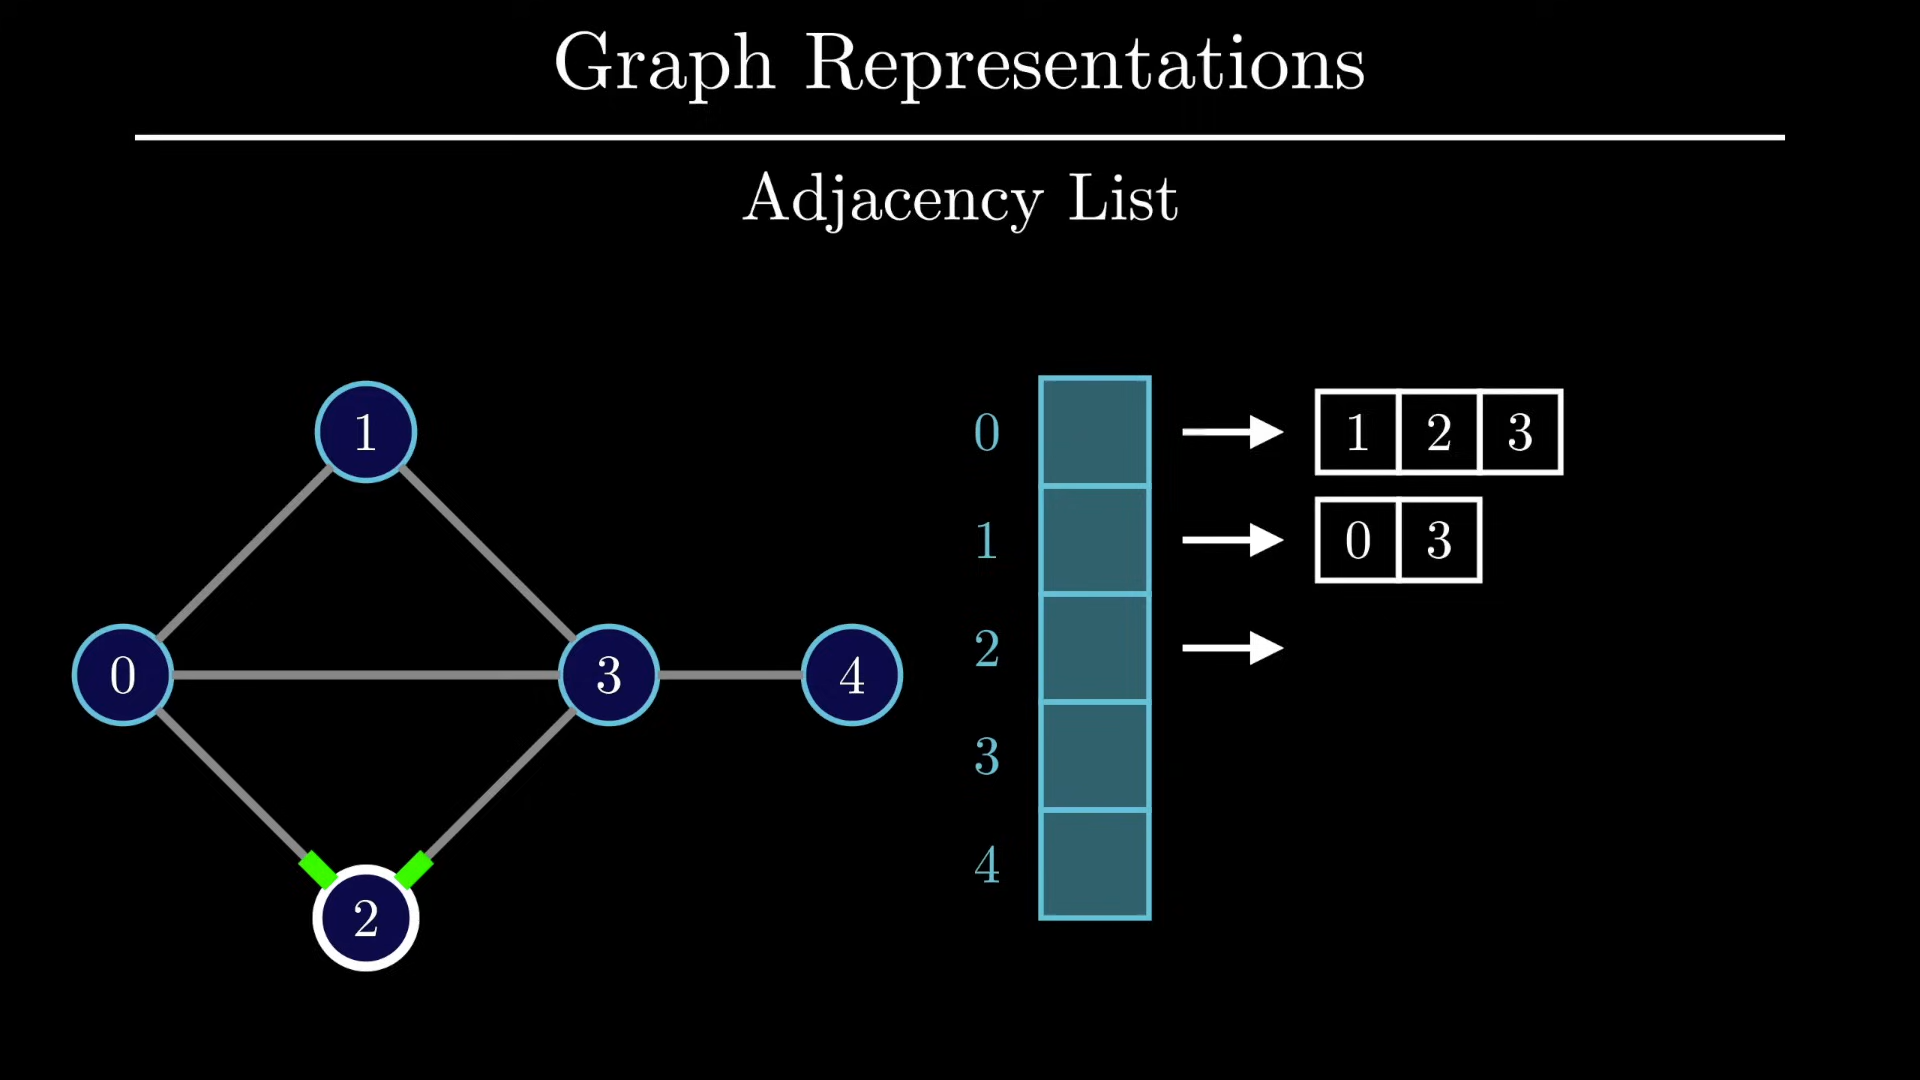 Graph Representations
Adjacency List
1
0 3 4
2
0 1 2 3
1 0 3
2
3
4